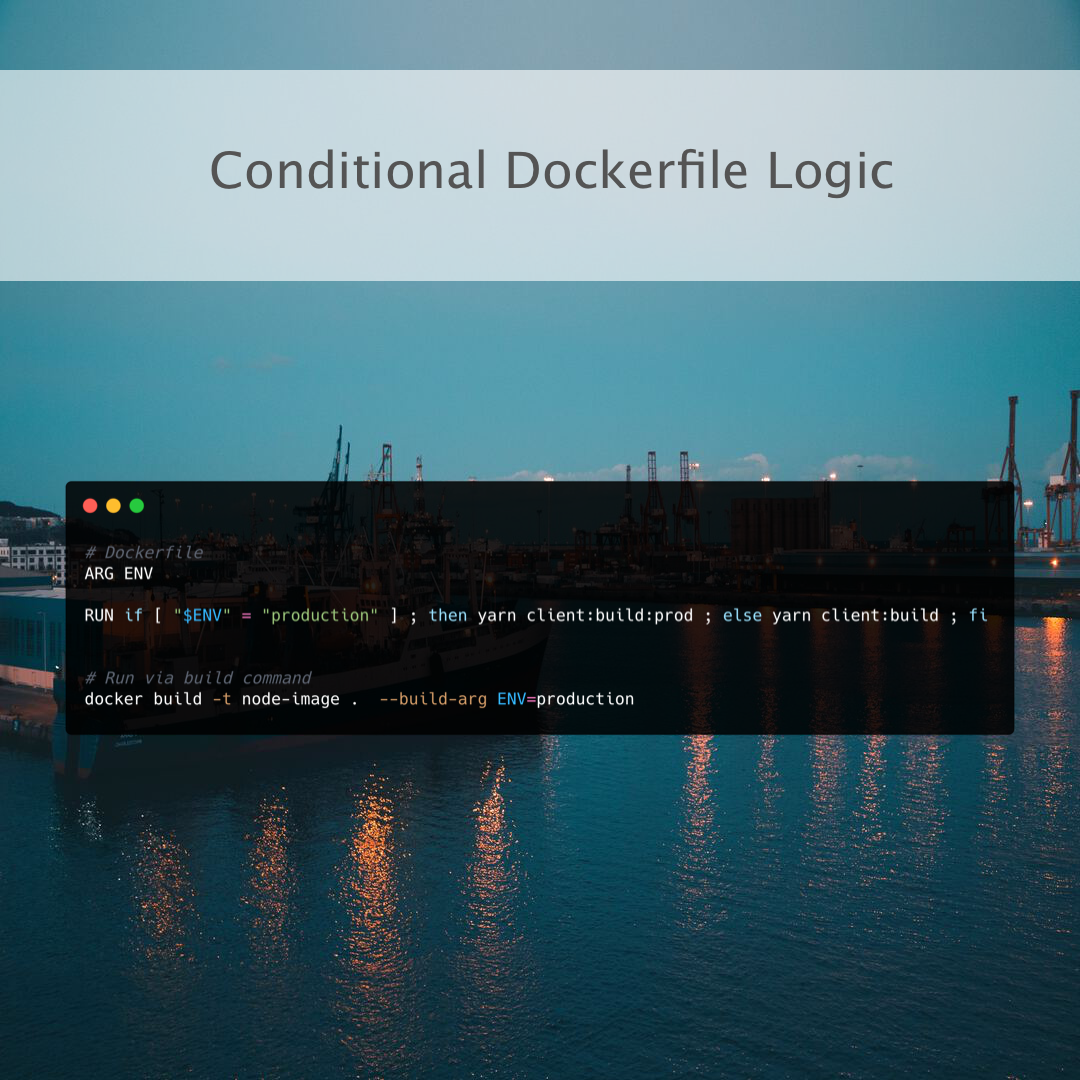 Conditional Dockerfile Logic
# Dockerfile
ARG ENV
RUN if [ "$ENV" = "production" ] ; then yarn client:build:prod ; else yarn client:build ; fi
# Run via build command
docker build -t node-image .  --build-arg ENV=production